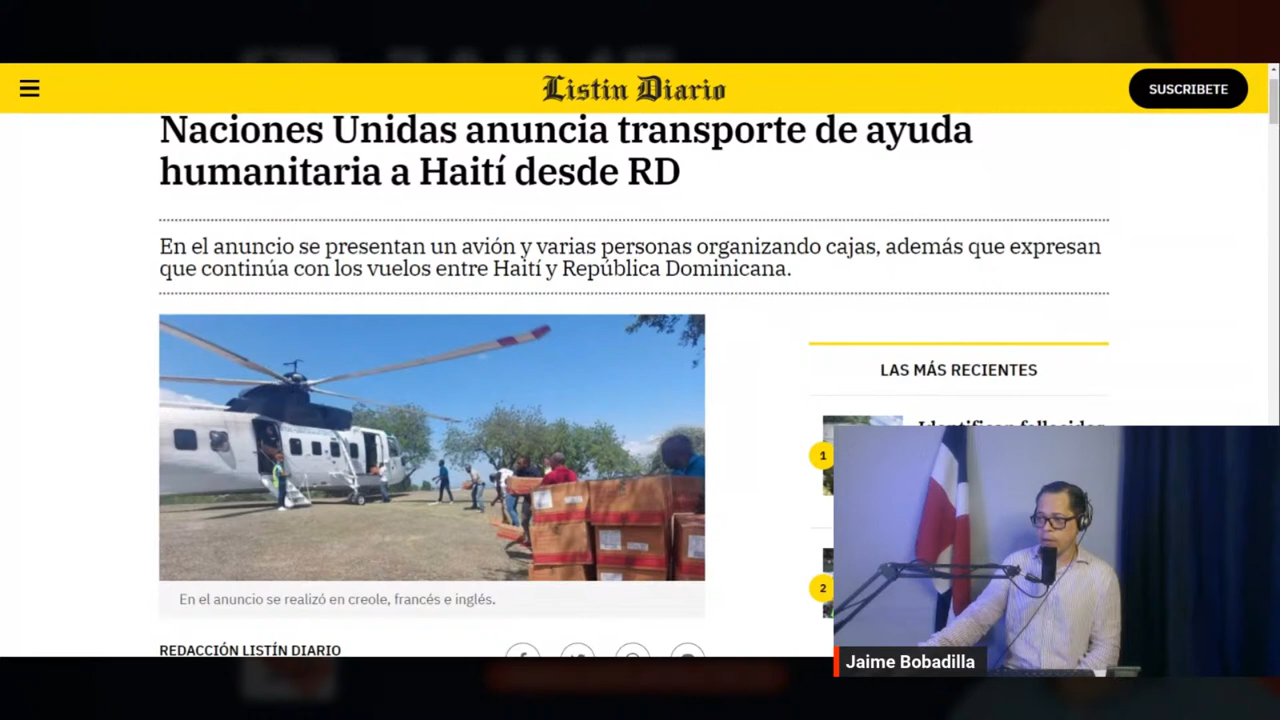 Listin Diario
SUSCRIBETE
Naciones Unidas anuncia transporte de ayuda
humanitaria a Haití desde RD
En el anuncio se presentan un avión y varias personas organizando cajas, además que expresan
que continúa con los vuelos entre Haití y República Dominicana.
En el anuncio se realizó en creole, francés e inglés.
REDACCIÓN LISTÍN DIARIO
LAS MÁS RECIENTES
1
2
Jaime Bobadilla